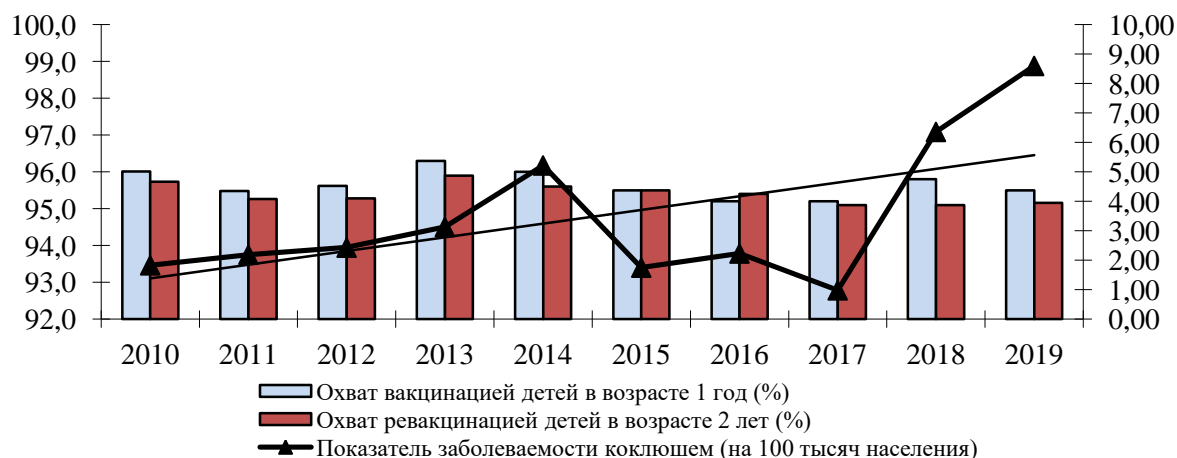 100,0 10,00
99,0 9,00
98,0 8,00
97,0 7,00
96,0 6,00
95,0 5,00
94,0 4,00
93,0 3,00
92,0 2,00
1,00
0,00
2010 2011 2012 2013 2014 2015 2016 2017 2018 2019
Охват вакцинацией детей в возрасте 1 год (%)
Охват ревакцинацией детей в возрасте 2 лет (%)
Показатель заболеваемости коклюшем (на 100 тысяч населения)